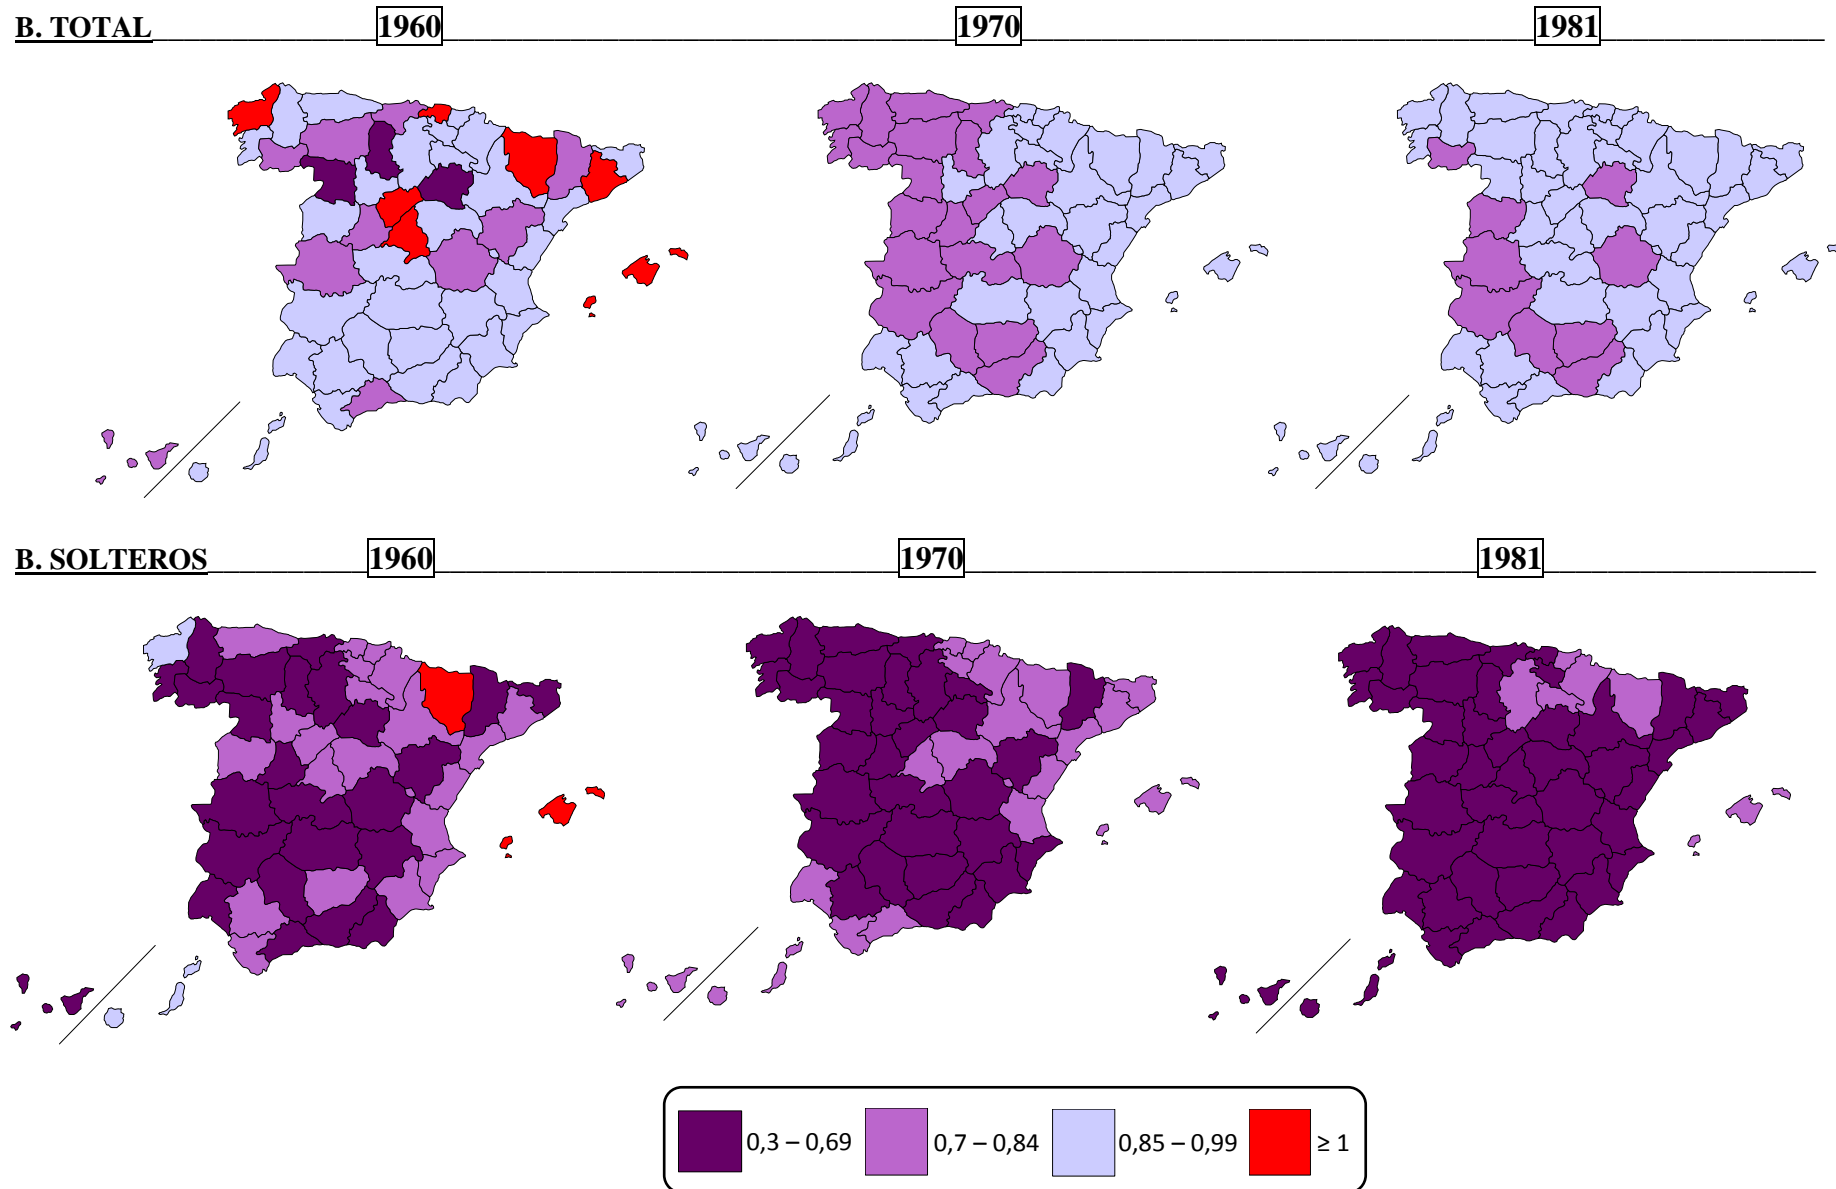 B. TOTAL 1960 1970 1981
B. SOLTEROS 1960 1970 1981
0,3 – 0,69 0,7 – 0,84 0,85 – 0,99 ≥ 1